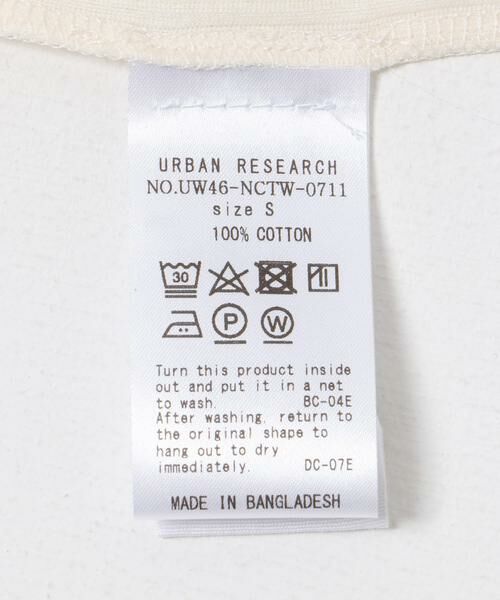 URBAN RESEARCH
NO.UW46-NCTW-0711
size S
100% COTTON
30
P W
Turn this product inside
out and put it in a net
to wash. BC-04E
After washing, return to
the original shape to
hang out to dry
immediately. DC-07E
MADE IN BANGLADESH